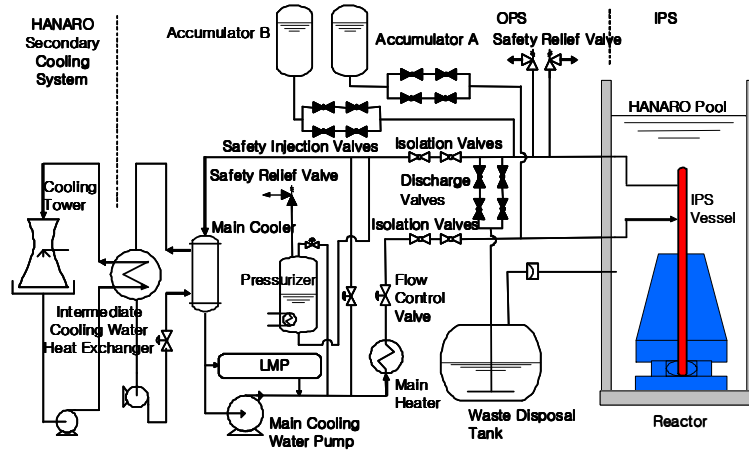 HANARO
Secondary
Cooling
System
Accumulator B
Accumulator A
OPS
IPS
Safety Relief Valve
HANARO Pool
Safety Injection Valves
Isolation Valves
Safety Relief Valve
Discharge
Valves
Cooling
Tower
IPS
Vessel
Main Cooler
Isolation Valves
Pressurizer
Flow
Control
Valve
Intermediate
Cooling Water
Heat Exchanger
LMP
Main
Heater
Main Cooling
Water Pump
Waste Disposal
Tank
Reactor